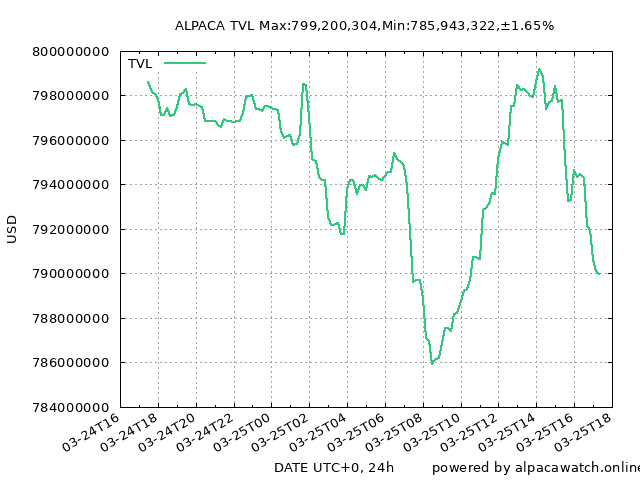 ALPACA TVL Max:799,200,304,Min:785,943,322,±1.65%
TVL
800000000
798000000
796000000
794000000
792000000
790000000
788000000
786000000
784000000
USD
03-24T16
03-24T18
03-24T20
03-24T22
03-25T00
03-25T02
03-25T04
03-25T06
03-25T08
03-25T10
03-25T12
03-25T14
03-25T16
03-25T18
DATE UTC+0, 24h
powered by alpacawatch.online